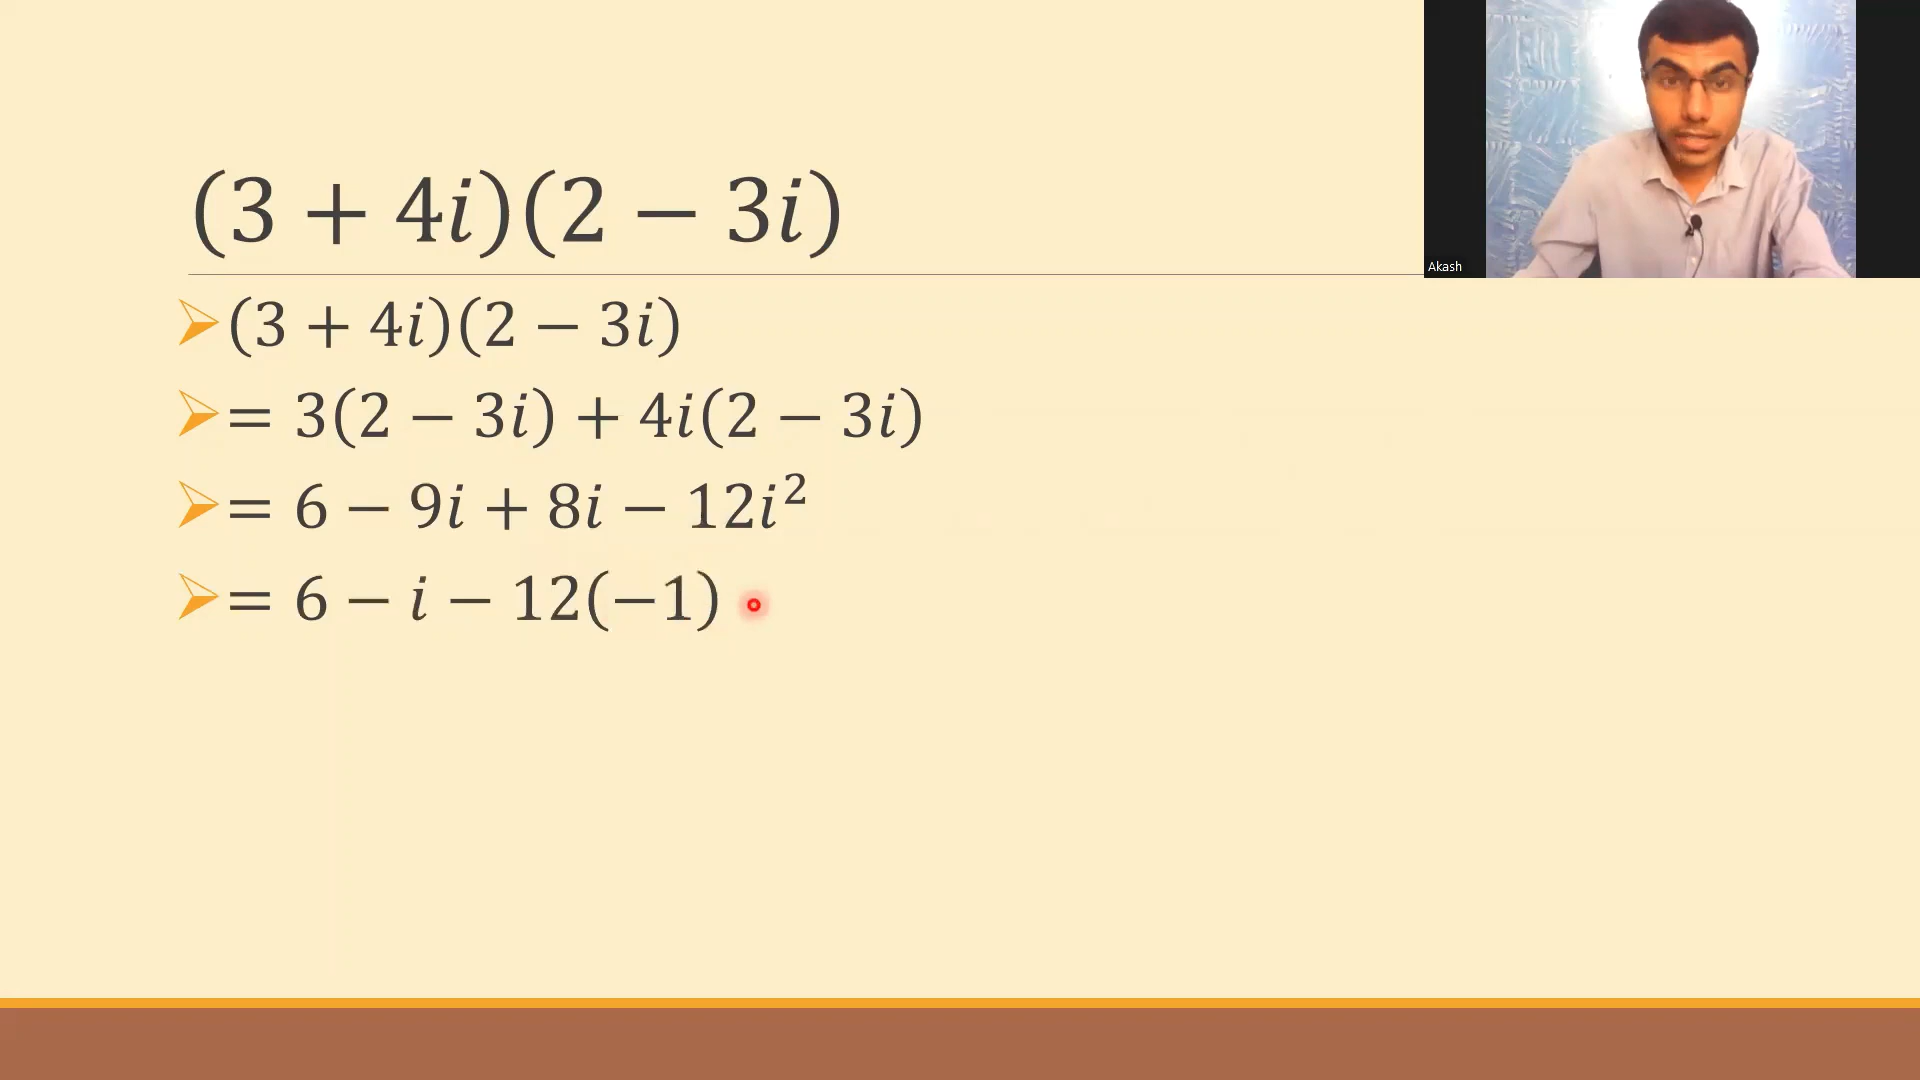 (3 + 4i)(2 − 3i)
Akash
(3 + 4i)(2 − 3i)
= 3(2 − 3i) + 4i(2 − 3i)
= 6 − 9i + 8i − 12i²
= 6 − i − 12(−1)